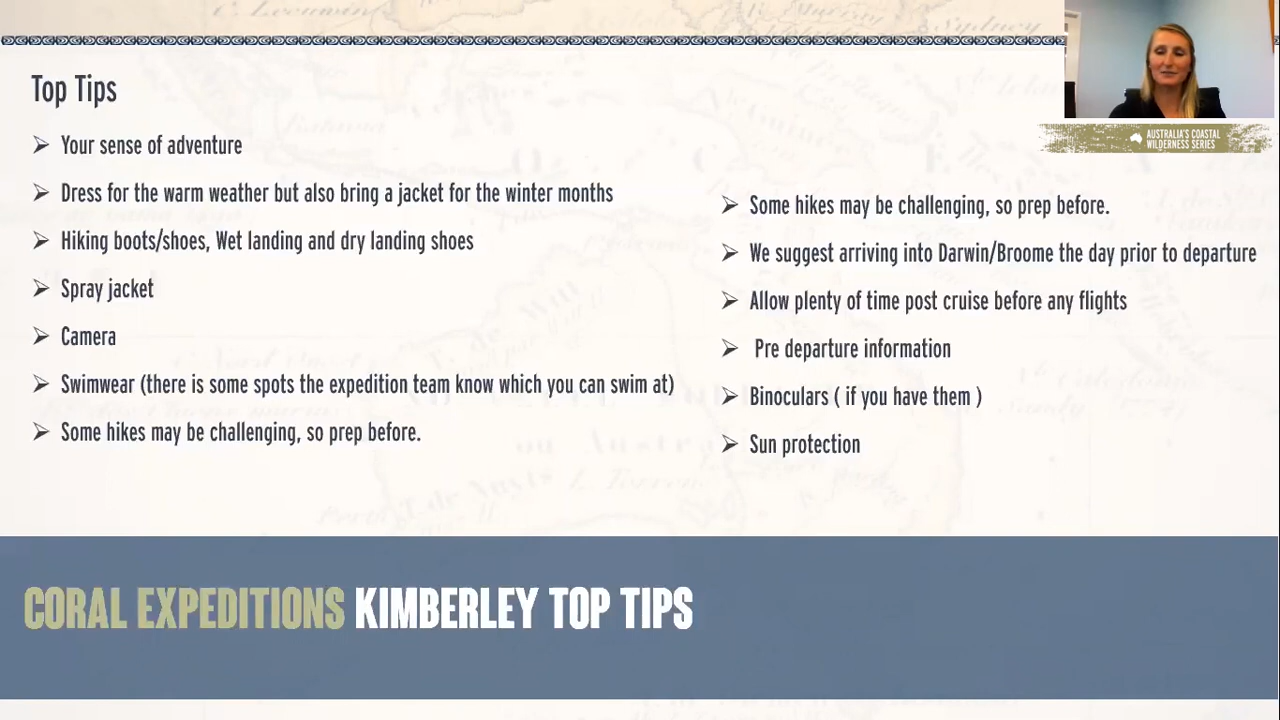 Top Tips
Your sense of adventure
Dress for the warm weather but also bring a jacket for the winter months
Hiking boots/shoes, Wet landing and dry landing shoes
Spray jacket
Camera
Swimwear (there is some spots the expedition team know which you can swim at)
Some hikes may be challenging, so prep before.
Some hikes may be challenging, so prep before.
We suggest arriving into Darwin/Broome the day prior to departure
Allow plenty of time post cruise before any flights
Pre departure information
Binoculars ( if you have them )
Sun protection
AUSTRALIA'S COASTAL
WILDERNESS SERIES
CORAL EXPEDITIONS KIMBERLEY TOP TIPS